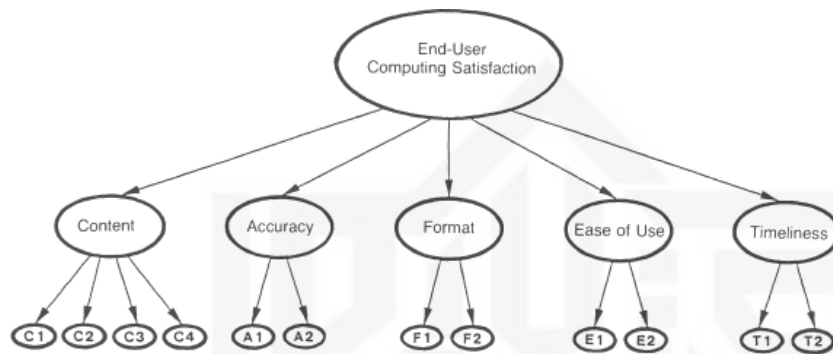 End-User
Computing Satisfaction
Content
Accuracy
Format
Ease of Use
Timeliness
C1
C2
C3
C4
A1
A2
F1
F2
E1
E2
T1
T2